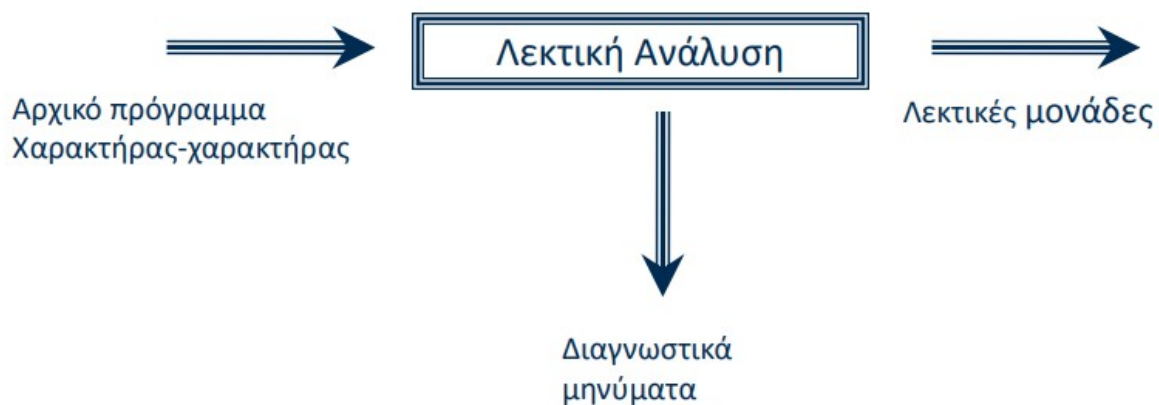 Λεκτική Ανάλυση
Αρχικό πρόγραμμα
Χαρακτήρας-χαρακτήρας
Λεκτικές μονάδες
Διαγνωστικά
μηνύματα